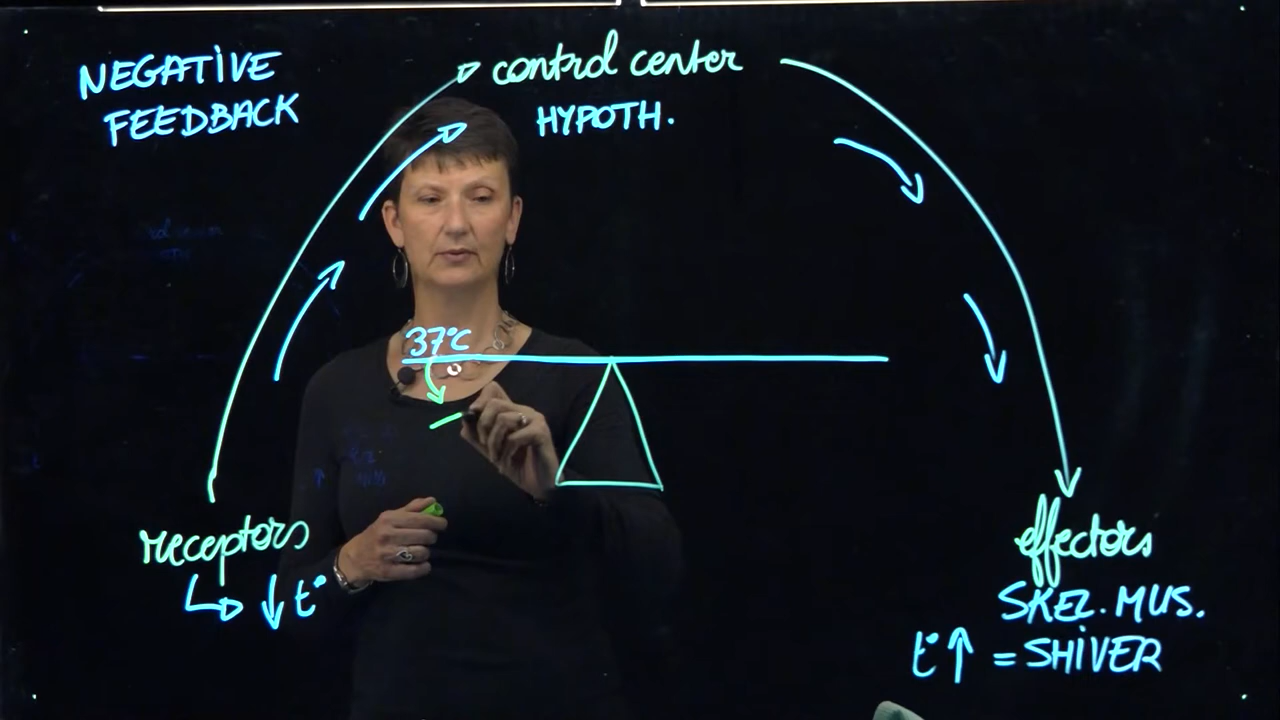 NEGATIVE
FEEDBACK
control center
HYPOTH.
37°C
receptors
↳ ↓ t°
effectors
SKEL. MUS.
t° ↑ = SHIVER